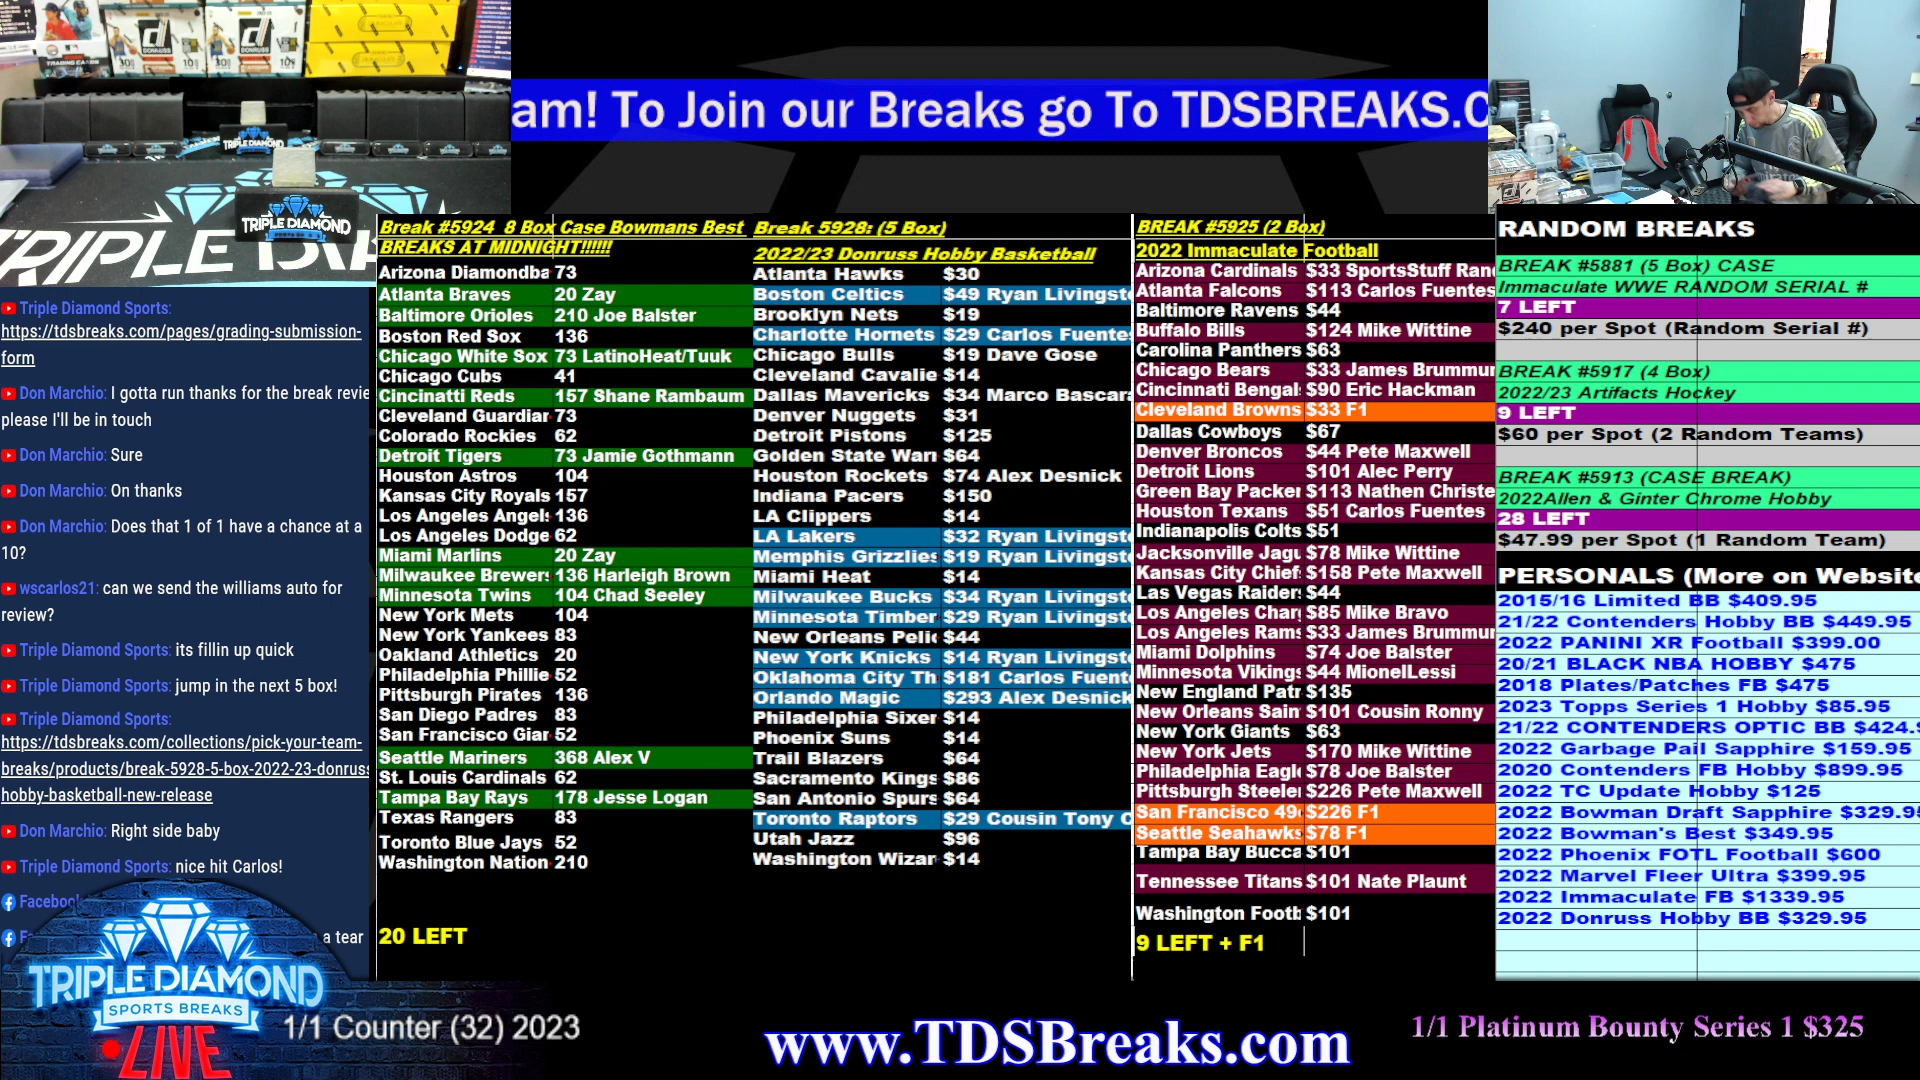 am! To Join our Breaks go To TDSBREAKS.C
DONRUSS
DONRUSS
TRIPLE DIAMOND
TRIPLE DIAMOND
Triple Diamond Sports:
https://tdsbreaks.com/pages/grading-submission-
form
Don Marchio: I gotta run thanks for the break revie
please I'll be in touch
Don Marchio: Sure
Don Marchio: On thanks
Don Marchio: Does that 1 of 1 have a chance at a
10?
wscarlos21: can we send the williams auto for
review?
Triple Diamond Sports: its fillin up quick
Triple Diamond Sports: jump in the next 5 box!
Triple Diamond Sports:
https://tdsbreaks.com/collections/pick-your-team-
breaks/products/break-5928-5-box-2022-23-donruss
hobby-basketball-new-release
Don Marchio: Right side baby
Triple Diamond Sports: nice hit Carlos!
Facebool
Fa
a tear
TRIPLE DIAMOND
SPORTS BREAKS
LIVE
Break #5924 8 Box Case Bowmans Best
BREAKS AT MIDNIGHT!!!!!!
Arizona Diamondba 73
Atlanta Braves 20 Zay
Baltimore Orioles 210 Joe Balster
Boston Red Sox 136
Chicago White Sox 73 LatinoHeat/Tuuk
Chicago Cubs 41
Cincinatti Reds 157 Shane Rambaum
Cleveland Guardiar 73
Colorado Rockies 62
Detroit Tigers 73 Jamie Gothmann
Houston Astros 104
Kansas City Royals 157
Los Angeles Angels 136
Los Angeles Dodge 62
Miami Marlins 20 Zay
Milwaukee Brewers 136 Harleigh Brown
Minnesota Twins 104 Chad Seeley
New York Mets 104
New York Yankees 83
Oakland Athletics 20
Philadelphia Phillie 52
Pittsburgh Pirates 136
San Diego Padres 83
San Francisco Giar 52
Seattle Mariners 368 Alex V
St. Louis Cardinals 62
Tampa Bay Rays 178 Jesse Logan
Texas Rangers 83
Toronto Blue Jays 52
Washington Nation 210
20 LEFT
Break 5928: (5 Box)
2022/23 Donruss Hobby Basketball
Atlanta Hawks $30
Boston Celtics $49 Ryan Livingst
Brooklyn Nets $19
Charlotte Hornets $29 Carlos Fuente
Chicago Bulls $19 Dave Gose
Cleveland Cavalie $14
Dallas Mavericks $34 Marco Bascar
Denver Nuggets $31
Detroit Pistons $125
Golden State Warr $64
Houston Rockets $74 Alex Desnick
Indiana Pacers $150
LA Clippers $14
LA Lakers $32 Ryan Livingst
Memphis Grizzlies $19 Ryan Livingst
Miami Heat $14
Milwaukee Bucks $34 Ryan Livingst
Minnesota Timber $29 Ryan Livingst
New Orleans Pelic $44
New York Knicks $14 Ryan Livingst
Oklahoma City Th $181 Carlos Fuent
Orlando Magic $293 Alex Desnick
Philadelphia Sixer $14
Phoenix Suns $14
Trail Blazers $64
Sacramento Kings $86
San Antonio Spurs $64
Toronto Raptors $29 Cousin Tony C
Utah Jazz $96
Washington Wizar $14
BREAK #5925 (2 Box)
2022 Immaculate Football
Arizona Cardinals $33 SportsStuff Ran
Atlanta Falcons $113 Carlos Fuentes
Baltimore Ravens $44
Buffalo Bills $124 Mike Wittine
Carolina Panthers $63
Chicago Bears $33 James Brummur
Cincinnati Bengal $90 Eric Hackman
Cleveland Browns $33 F1
Dallas Cowboys $67
Denver Broncos $44 Pete Maxwell
Detroit Lions $101 Alec Perry
Green Bay Packer $113 Nathen Christe
Houston Texans $51 Carlos Fuentes
Indianapolis Colts $51
Jacksonville Jagu $78 Mike Wittine
Kansas City Chief $158 Pete Maxwell
Las Vegas Raider $44
Los Angeles Charg $85 Mike Bravo
Los Angeles Rams $33 James Brummur
Miami Dolphins $74 Joe Balster
Minnesota Vikings $44 MionelLessi
New England Patr $135
New Orleans Sain $101 Cousin Ronny
New York Giants $63
New York Jets $170 Mike Wittine
Philadelphia Eagl $78 Joe Balster
Pittsburgh Steeler $226 Pete Maxwell
San Francisco 49 $226 F1
Seattle Seahawks $78 F1
Tampa Bay Bucca $101
Tennessee Titans $101 Nate Plaunt
Washington Footb $101
9 LEFT + F1
RANDOM BREAKS
BREAK #5881 (5 Box) CASE
Immaculate WWE RANDOM SERIAL #
7 LEFT
$240 per Spot (Random Serial #)
BREAK #5917 (4 Box)
2022/23 Artifacts Hockey
9 LEFT
$60 per Spot (2 Random Teams)
BREAK #5913 (CASE BREAK)
2022Allen & Ginter Chrome Hobby
28 LEFT
$47.99 per Spot (1 Random Team)
PERSONALS (More on Website
2015/16 Limited BB $409.95
21/22 Contenders Hobby BB $449.95
2022 PANINI XR Football $399.00
20/21 BLACK NBA HOBBY $475
2018 Plates/Patches FB $475
2023 Topps Series 1 Hobby $85.95
21/22 CONTENDERS OPTIC BB $424.
2022 Garbage Pail Sapphire $159.95
2020 Contenders FB Hobby $899.95
2022 TC Update Hobby $125
2022 Bowman Draft Sapphire $329.95
2022 Bowman's Best $349.95
2022 Phoenix FOTL Football $600
2022 Marvel Fleer Ultra $399.95
2022 Immaculate FB $1339.95
2022 Donruss Hobby BB $329.95
1/1 Counter (32) 2023
www.TDSBreaks.com
1/1 Platinum Bounty Series 1 $325